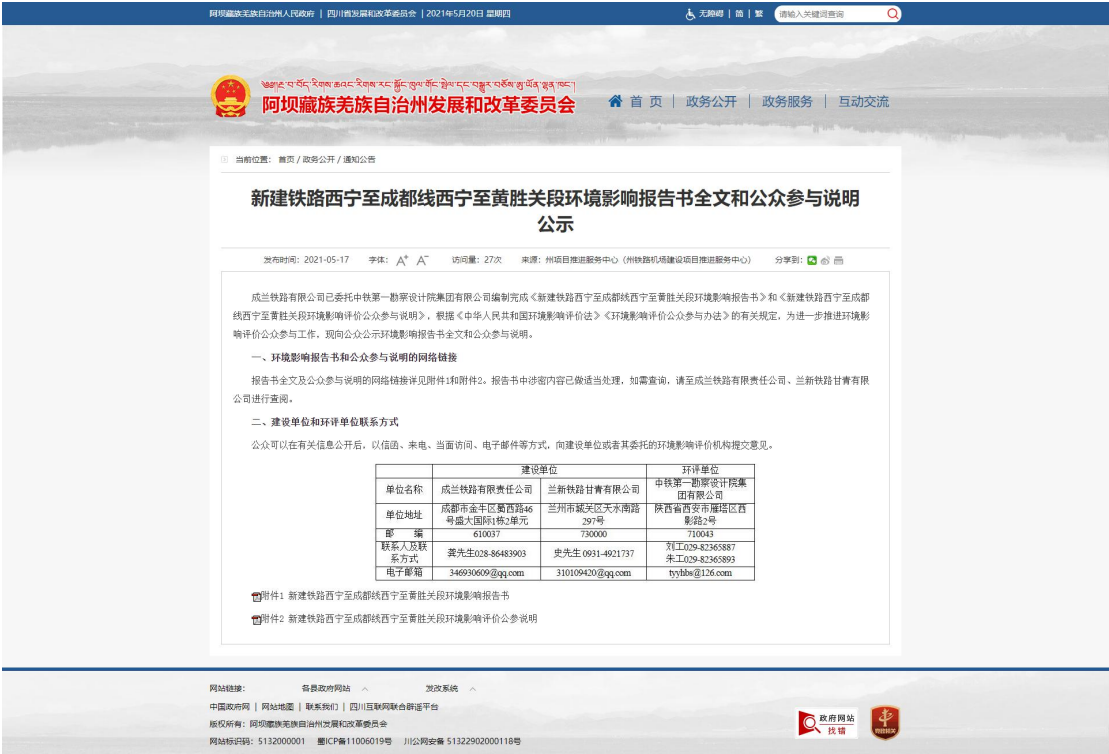 阿坝藏族羌族自治州人民政府 | 四川省发展和改革委员会 | 2021年5月20日 星期四
无障碍 | 简 | 繁 请输入关键词查询
阿坝藏族羌族自治州发展和改革委员会
首 页 | 政务公开 | 政务服务 | 互动交流
当前位置: 首页 / 政务公开 / 通知公告
新建铁路西宁至成都线西宁至黄胜关段环境影响报告书全文和公众参与说明
公示
发布时间: 2021-05-17 字体: A+ A- 访问量: 27次 来源: 州项目推进服务中心（州铁路机场建设项目推进服务中心） 分享到:
成兰铁路有限公司已委托中铁第一勘察设计院集团有限公司编制完成《新建铁路西宁至成都线西宁至黄胜关段环境影响报告书》和《新建铁路西宁至成都
线西宁至黄胜关段环境影响评价公众参与说明》，根据《中华人民共和国环境影响评价法》《环境影响评价公众参与办法》的有关规定，为进一步推进环境影
响评价公众参与工作，现向公众公示环境影响报告书全文和公众参与说明。
一、环境影响报告书和公众参与说明的网络链接
报告书全文及公众参与说明的网络链接详见附件1和附件2。报告书中涉密内容已做适当处理，如需查询，请至成兰铁路有限责任公司、兰新铁路甘青有限
公司进行查阅。
二、建设单位和环评单位联系方式
公众可以在有关信息公开后，以信函、来电、当面访问、电子邮件等方式，向建设单位或者其委托的环境影响评价机构提交意见。
建设单位 环评单位
单位名称 成兰铁路有限责任公司 兰新铁路甘青有限公司 中铁第一勘察设计院集团有限公司
单位地址 成都市金牛区蜀西路46号盛大国际1栋2单元 兰州市城关区天水南路297号 陕西省西安市雁塔区西影路2号
邮 编 610037 730000 710043
联系人及联系方式 龚先生028-86483903 史先生 0931-4921737 刘工029-82365887 朱工029-82365893
电子邮箱 346930609@qq.com 310109420@qq.com tyyhbs@126.com
附件1 新建铁路西宁至成都线西宁至黄胜关段环境影响报告书
附件2 新建铁路西宁至成都线西宁至黄胜关段环境影响评价公参说明
网站链接: 各县政府网站 发改系统
中国政府网 | 网站地图 | 联系我们 | 四川互联网联合辟谣平台
版权所有: 阿坝藏族羌族自治州发展和改革委员会
网站标识码: 5132000001 蜀ICP备11006019号 川公网安备 51322902000118号
政府网站
找错
党政机关